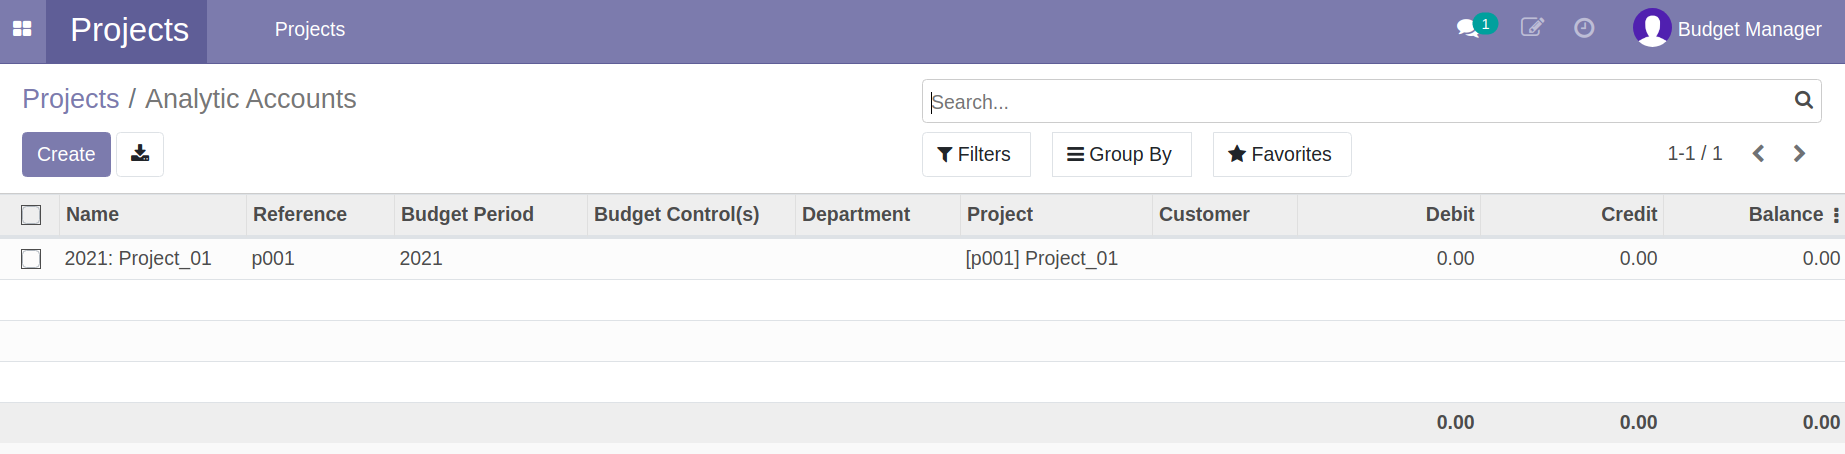 Projects Projects 1 Budget Manager
Projects / Analytic Accounts Search...
Create Filters Group By Favorites 1-1 / 1
Name Reference Budget Period Budget Control(s) Department Project Customer Debit Credit Balance
2021: Project_01 p001 2021 [p001] Project_01 0.00 0.00 0.00
0.00 0.00 0.00